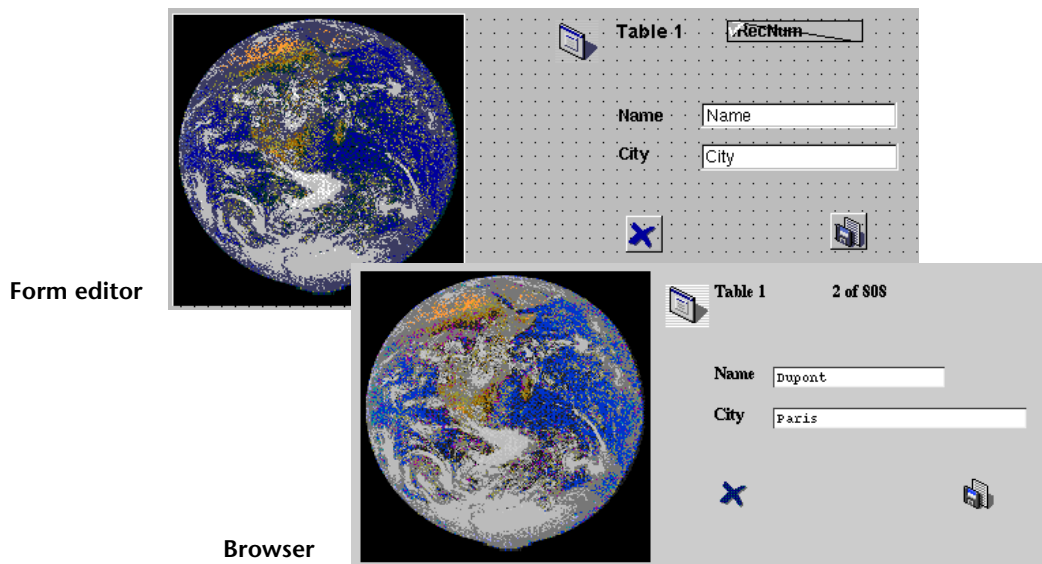 Table 1 RecNum
Name Name
City City
Form editor
Table 1 2 of 808
Name Dupont
City Paris
Browser